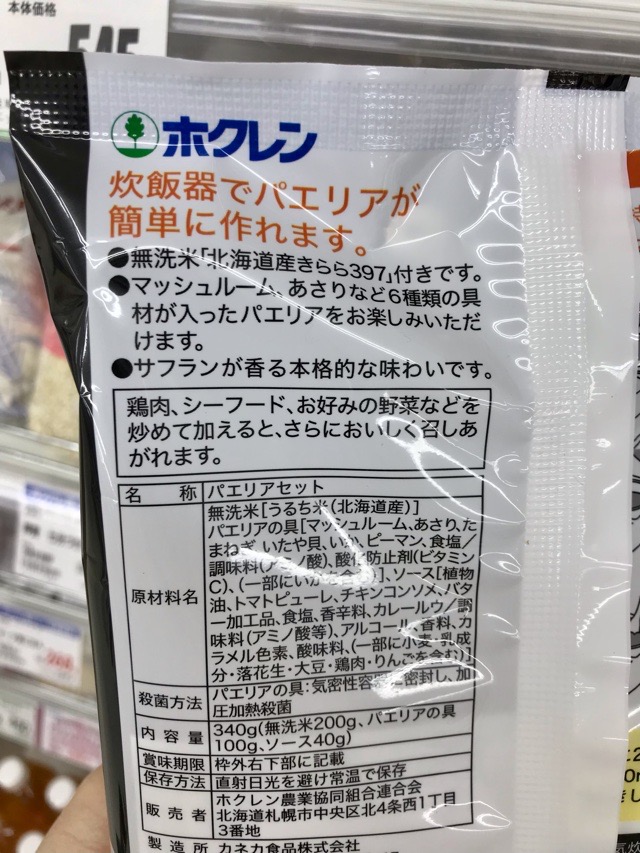 本体価格
ホクレン
炊飯器でパエリアが
簡単に作れます。
●無洗米「北海道産きらら397」付きです。
●マッシュルーム、あさりなど6種類の具
材が入ったパエリアをお楽しみいただ
けます。
●サフランが香る本格的な味わいです。
鶏肉、シーフード、お好みの野菜などを
炒めて加えると、さらにおいしく召しあ
がれます。
名 称 パエリアセット
原材料名
無洗米[うるち米(北海道産)]
パエリアの具[マッシュルーム、あさり、た
まねぎ、いたや貝、いか、ピーマン、食塩/
調味料(アミノ酸)、酸化防止剤(ビタミン
C)、(一部にいか 、ソース[植物
油、トマトピューレ、チキンコンソメ、バタ
ー加工品、食塩、香辛料、カレールウ/調
味料(アミノ酸等)、アルコール、香料、カ
ラメル色素、酸味料、(一部に小麦・乳成
分・落花生・大豆・鶏肉・りんごを含む)]
殺菌方法 パエリアの具:気密性容器に密封し、加
圧加熱殺菌
内容量 340g(無洗米200g、パエリアの具
100g、ソース40g)
賞味期限 枠外右下部に記載
保存方法 直射日光を避け常温で保存
販売者 ホクレン農業協同組合連合会
北海道札幌市中央区北4条西1丁目
3番地
製造所 カネカ食品株式会社